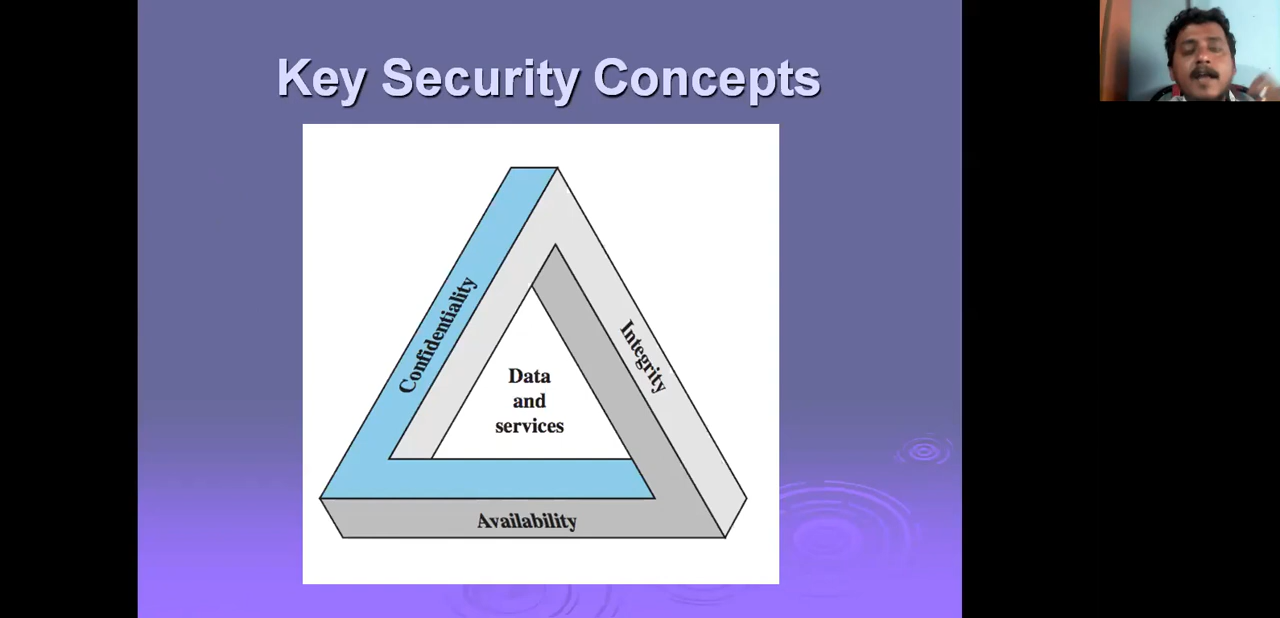 Key Security Concepts
Confidentiality
Integrity
Data
and
services
Availability